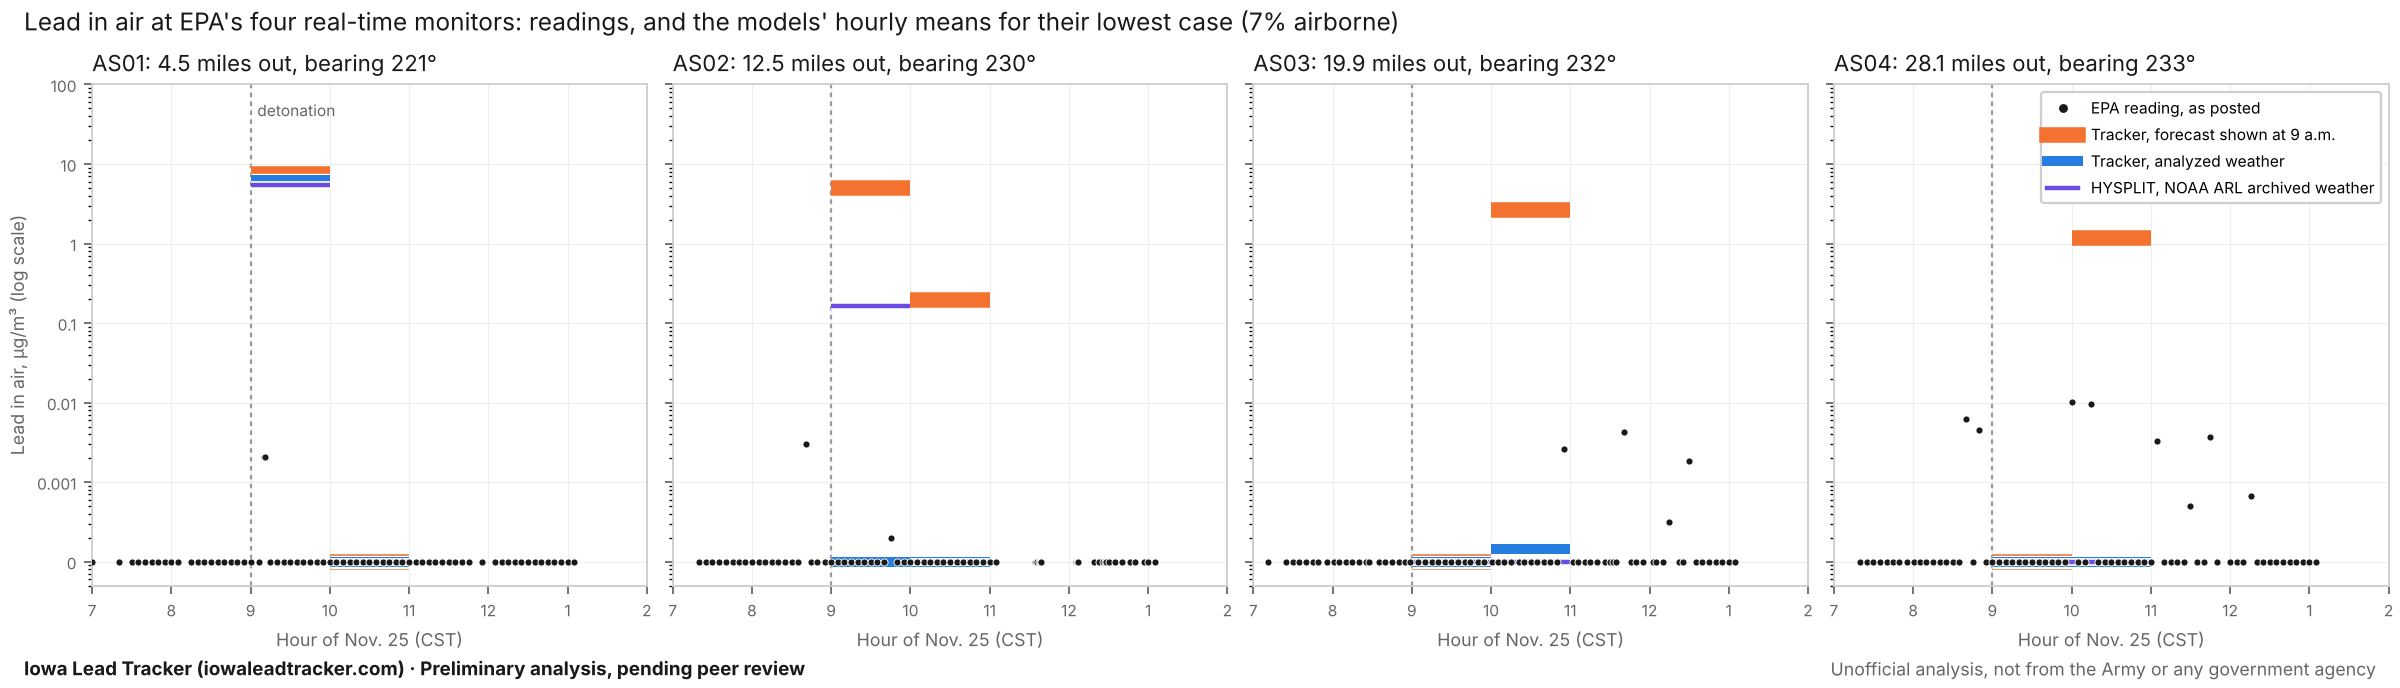 Lead in air at EPA's four real-time monitors: readings, and the models' hourly means for their lowest case (7% airborne)
AS01: 4.5 miles out, bearing 221°
AS02: 12.5 miles out, bearing 230°
AS03: 19.9 miles out, bearing 232°
AS04: 28.1 miles out, bearing 233°
detonation
EPA reading, as posted
Tracker, forecast shown at 9 a.m.
Tracker, analyzed weather
HYSPLIT, NOAA ARL archived weather
Lead in air, µg/m³ (log scale)
100
10
1
0.1
0.01
0.001
0
7 8 9 10 11 12 1 2
7 8 9 10 11 12 1 2
7 8 9 10 11 12 1 2
7 8 9 10 11 12 1 2
Hour of Nov. 25 (CST)
Hour of Nov. 25 (CST)
Hour of Nov. 25 (CST)
Hour of Nov. 25 (CST)
Iowa Lead Tracker (iowaleadtracker.com) · Preliminary analysis, pending peer review
Unofficial analysis, not from the Army or any government agency